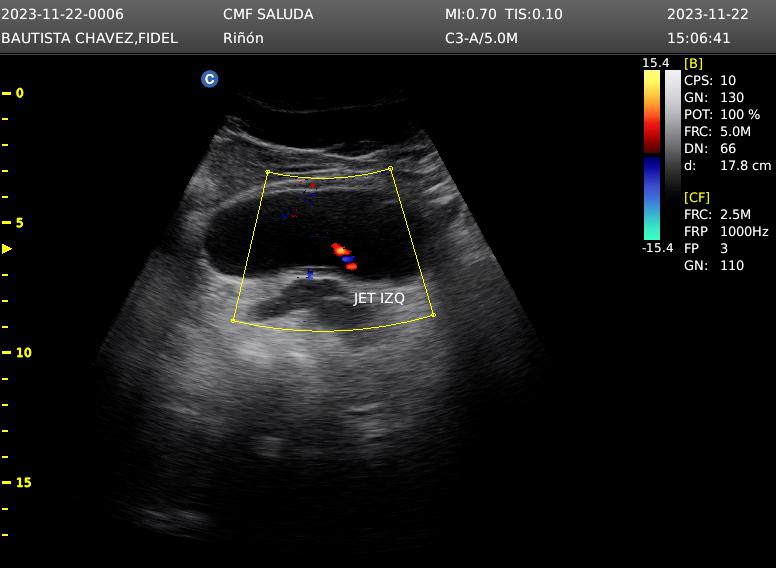 2023-11-22-0006 CMF SALUDA MI:0.70 TIS:0.10 2023-11-22
BAUTISTA CHAVEZ,FIDEL Riñón C3-A/5.0M 15:06:41
C
15.4 [B]
CPS: 10
GN: 130
POT: 100 %
FRC: 5.0M
DN: 66
d: 17.8 cm
[CF]
FRC: 2.5M
FRP 1000Hz
-15.4 FP 3
GN: 110
0
5
JET IZQ
10
15